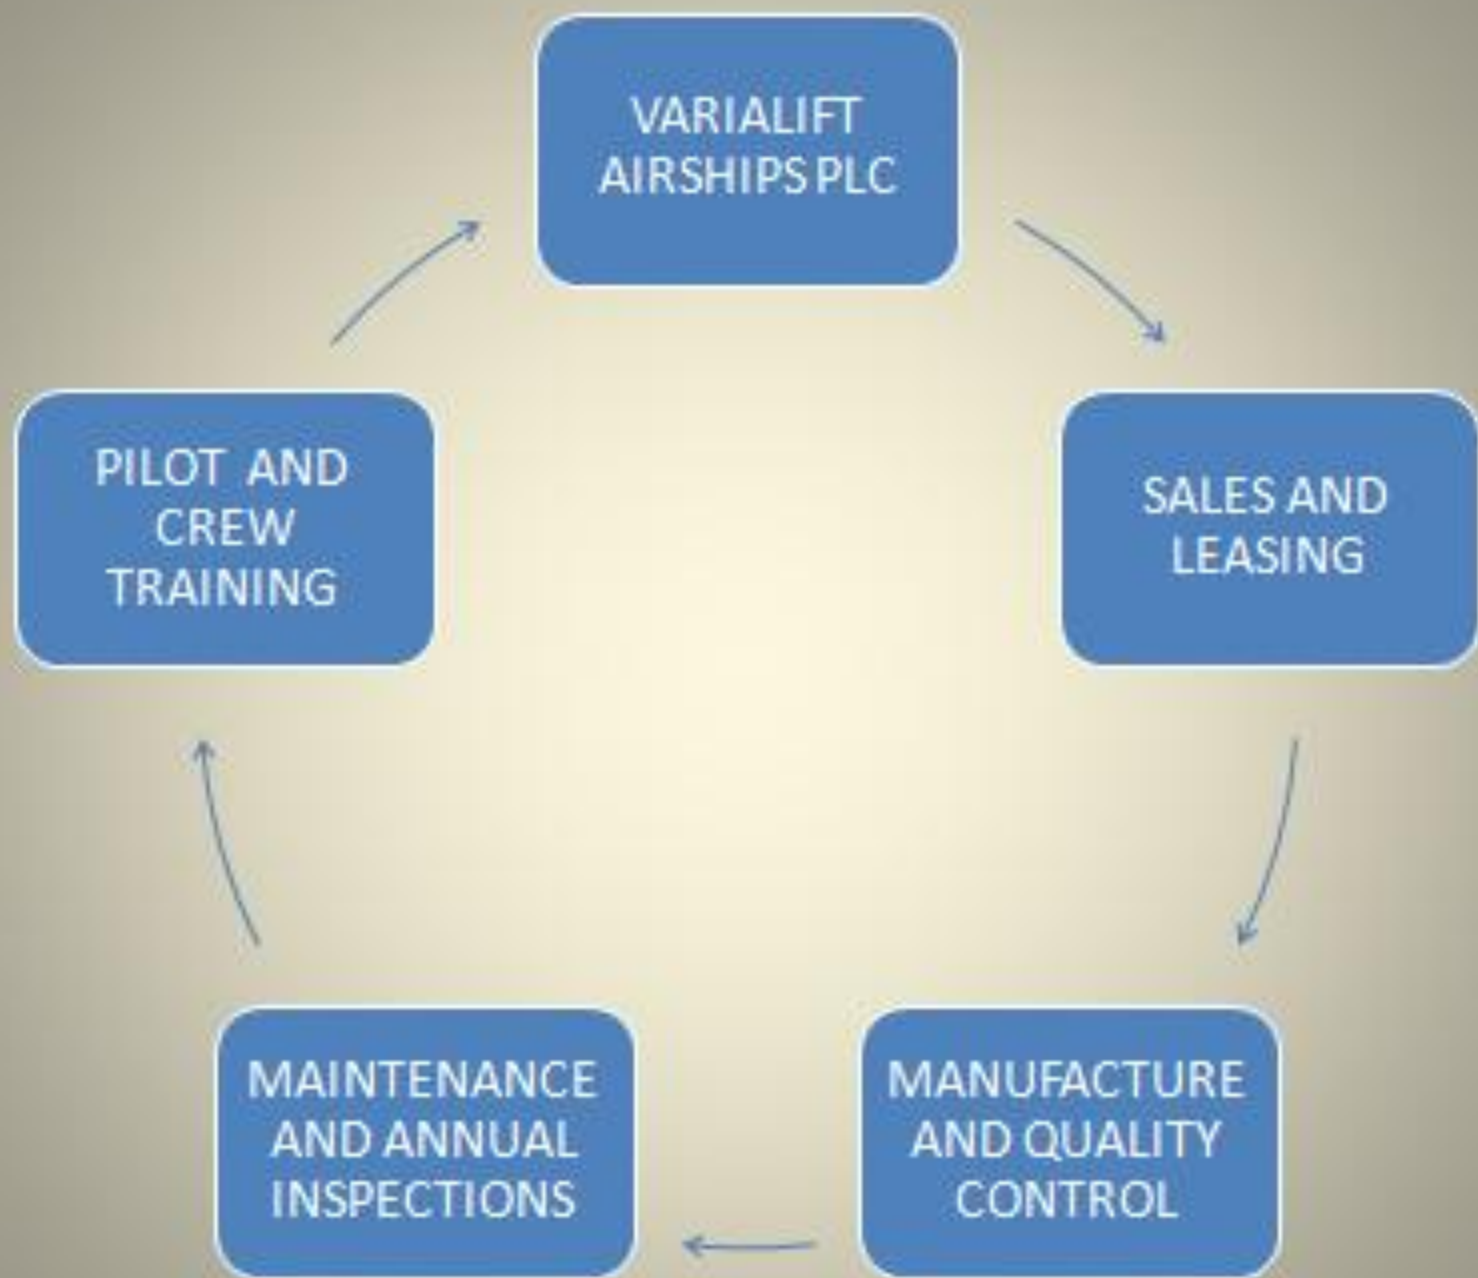 VARIALIFT
AIRSHIPS PLC
SALES AND
LEASING
MANUFACTURE
AND QUALITY
CONTROL
MAINTENANCE
AND ANNUAL
INSPECTIONS
PILOT AND
CREW
TRAINING